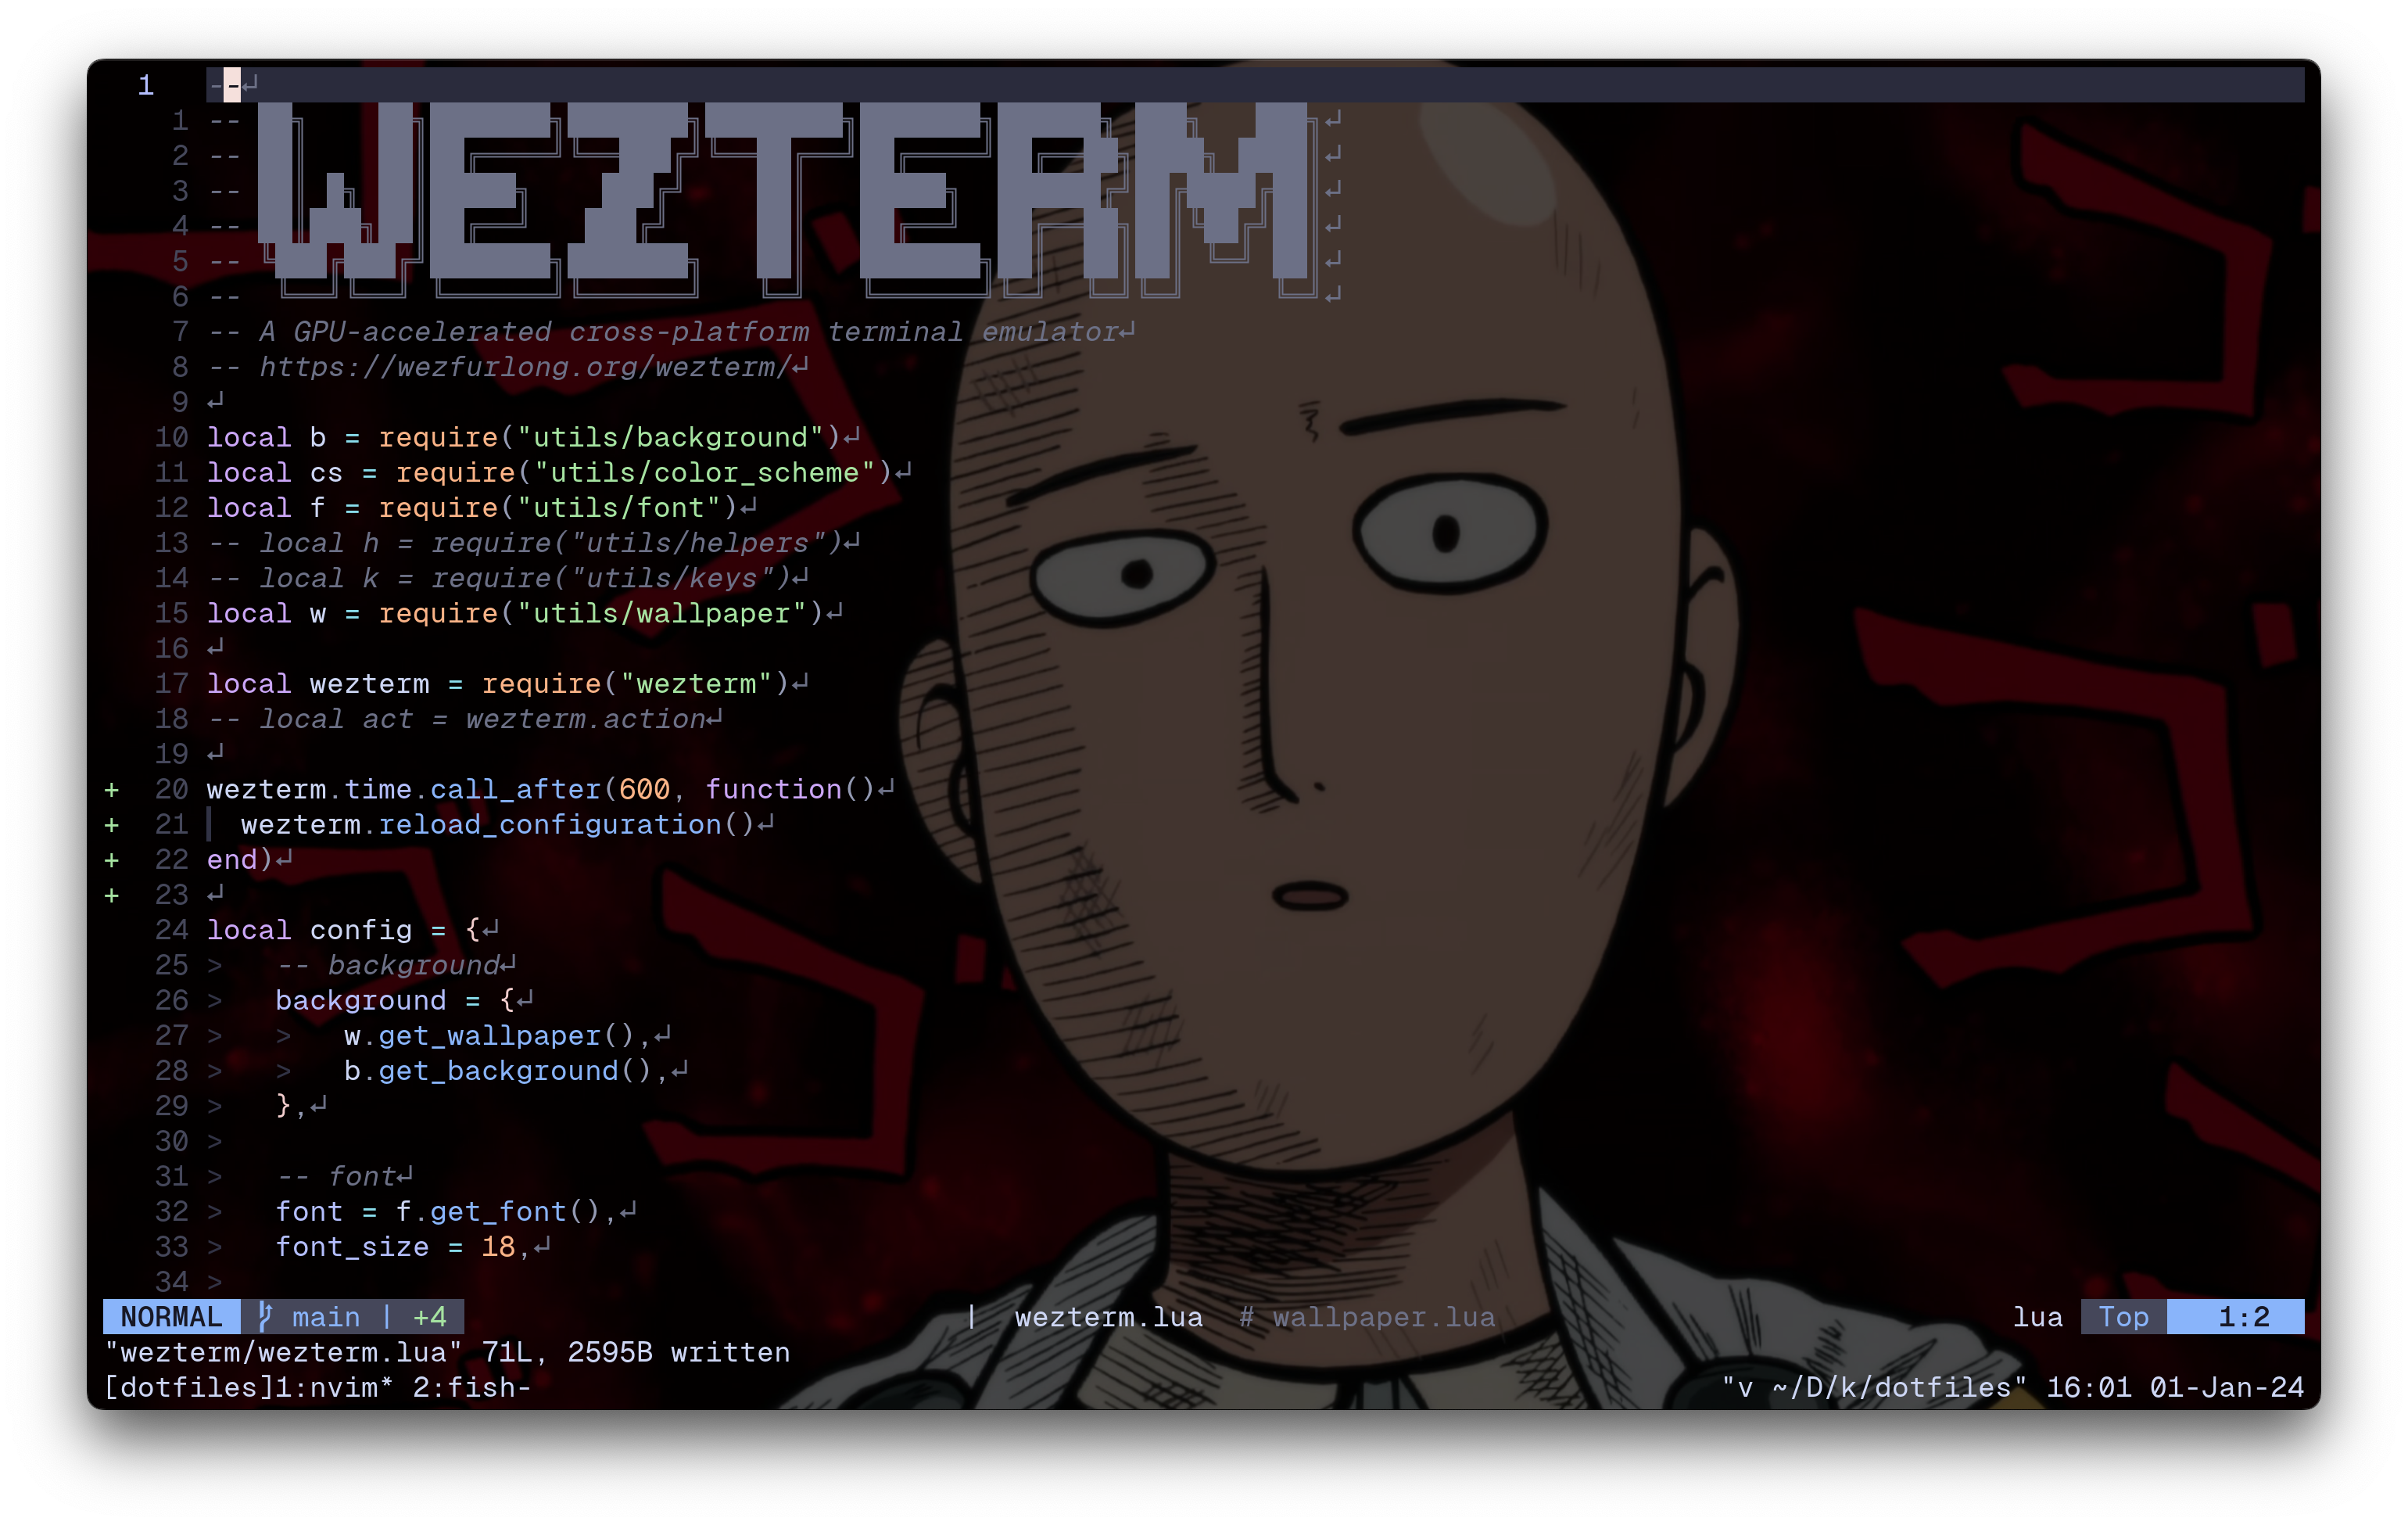 1 --↵
1 -- ██╗    ██╗███████╗███████╗████████╗███████╗██████╗ ███╗   ███╗↵
2 -- ██║    ██║██╔════╝╚══███╔╝╚══██╔══╝██╔════╝██╔══██╗████╗ ████║↵
3 -- ██║ █╗ ██║█████╗    ███╔╝    ██║   █████╗  ██████╔╝██╔████╔██║↵
4 -- ██║███╗██║██╔══╝   ███╔╝     ██║   ██╔══╝  ██╔══██╗██║╚██╔╝██║↵
5 -- ╚███╔███╔╝███████╗███████╗   ██║   ███████╗██║  ██║██║ ╚═╝ ██║↵
6 --  ╚══╝╚══╝ ╚══════╝╚══════╝   ╚═╝   ╚══════╝╚═╝  ╚═╝╚═╝     ╚═╝↵
7 -- A GPU-accelerated cross-platform terminal emulator↵
8 -- https://wezfurlong.org/wezterm/↵
9 ↵
10 local b = require("utils/background")↵
11 local cs = require("utils/color_scheme")↵
12 local f = require("utils/font")↵
13 -- local h = require("utils/helpers")↵
14 -- local k = require("utils/keys")↵
15 local w = require("utils/wallpaper")↵
16 ↵
17 local wezterm = require("wezterm")↵
18 -- local act = wezterm.action↵
19 ↵
+ 20 wezterm.time.call_after(600, function()↵
+ 21   wezterm.reload_configuration()↵
+ 22 end)↵
+ 23 ↵
24 local config = {↵
25 >   -- background↵
26 >   background = {↵
27 >   >   w.get_wallpaper(),↵
28 >   >   b.get_background(),↵
29 >   },↵
30 >
31 >   -- font↵
32 >   font = f.get_font(),↵
33 >   font_size = 18,↵
34 >
NORMAL main | +4 | wezterm.lua # wallpaper.lua lua Top 1:2
"wezterm/wezterm.lua" 71L, 2595B written
[dotfiles]1:nvim* 2:fish- "v ~/D/k/dotfiles" 16:01 01-Jan-24